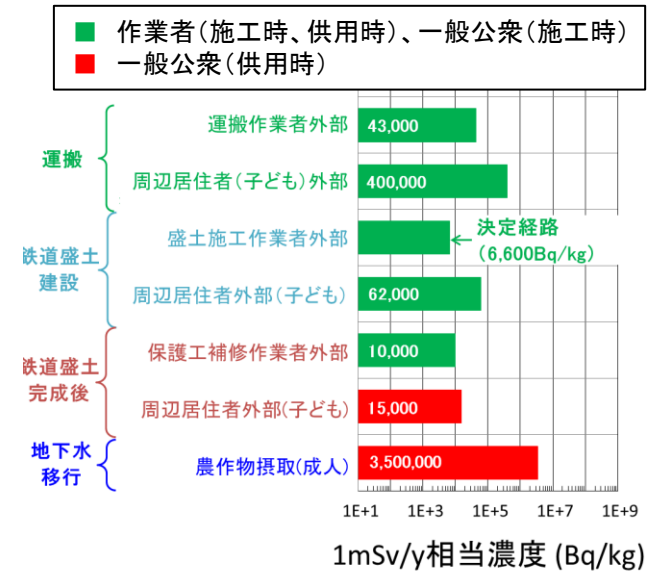 作業者(施工時、供用時)、一般公衆(施工時)
一般公衆(供用時)
運搬
運搬作業者外部
43,000
周辺居住者(子ども)外部
400,000
鉄道盛土
建設
盛土施工作業者外部
決定経路
(6,600Bq/kg)
周辺居住者外部(子ども)
62,000
鉄道盛土
完成後
保護工補修作業者外部
10,000
周辺居住者外部(子ども)
15,000
地下水
移行
農作物摂取(成人)
3,500,000
1E+1 1E+3 1E+5 1E+7 1E+9
1mSv/y相当濃度 (Bq/kg)